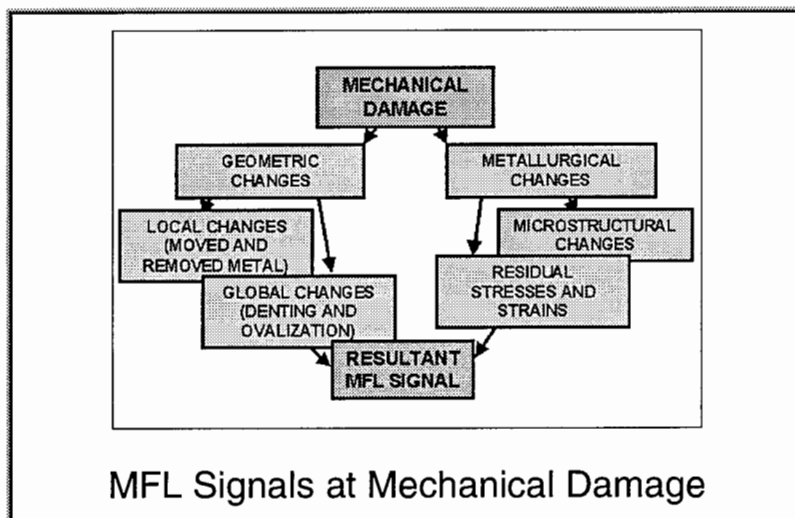 MECHANICAL
DAMAGE
GEOMETRIC
CHANGES
METALLURGICAL
CHANGES
LOCAL CHANGES
(MOVED AND
REMOVED METAL)
MICROSTRUCTURAL
CHANGES
GLOBAL CHANGES
(DENTING AND
OVALIZATION)
RESIDUAL
STRESSES AND
STRAINS
RESULTANT
MFL SIGNAL
MFL Signals at Mechanical Damage